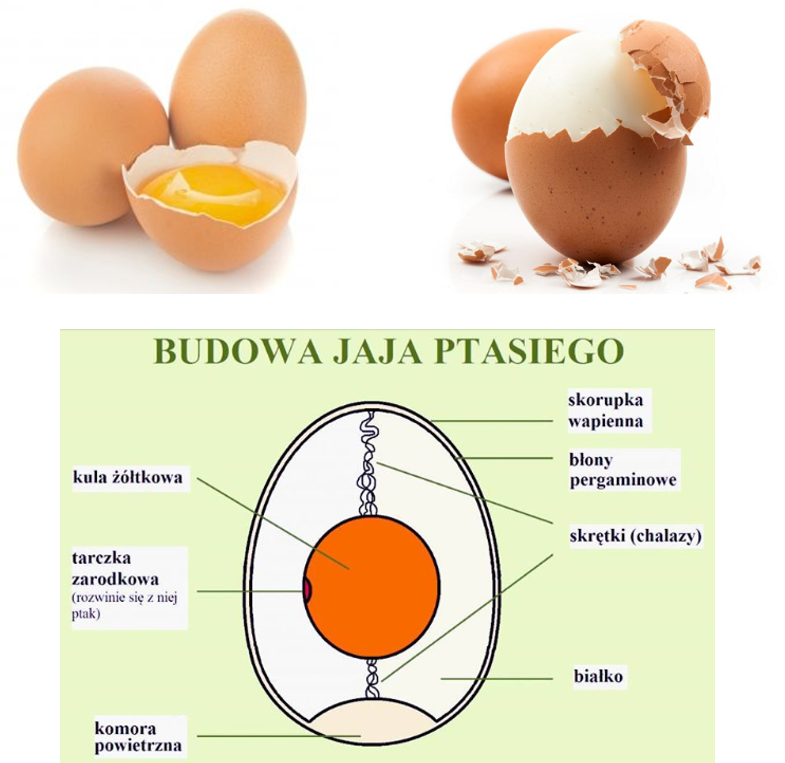 BUDOWA JAJA PTASIEGO
skorupka
wapienna
błony
pergaminowe
kula żółtkowa
skrętki (chalazy)
tarczka
zarodkowa
(rozwinie się z niej
ptak)
białko
komora
powietrzna